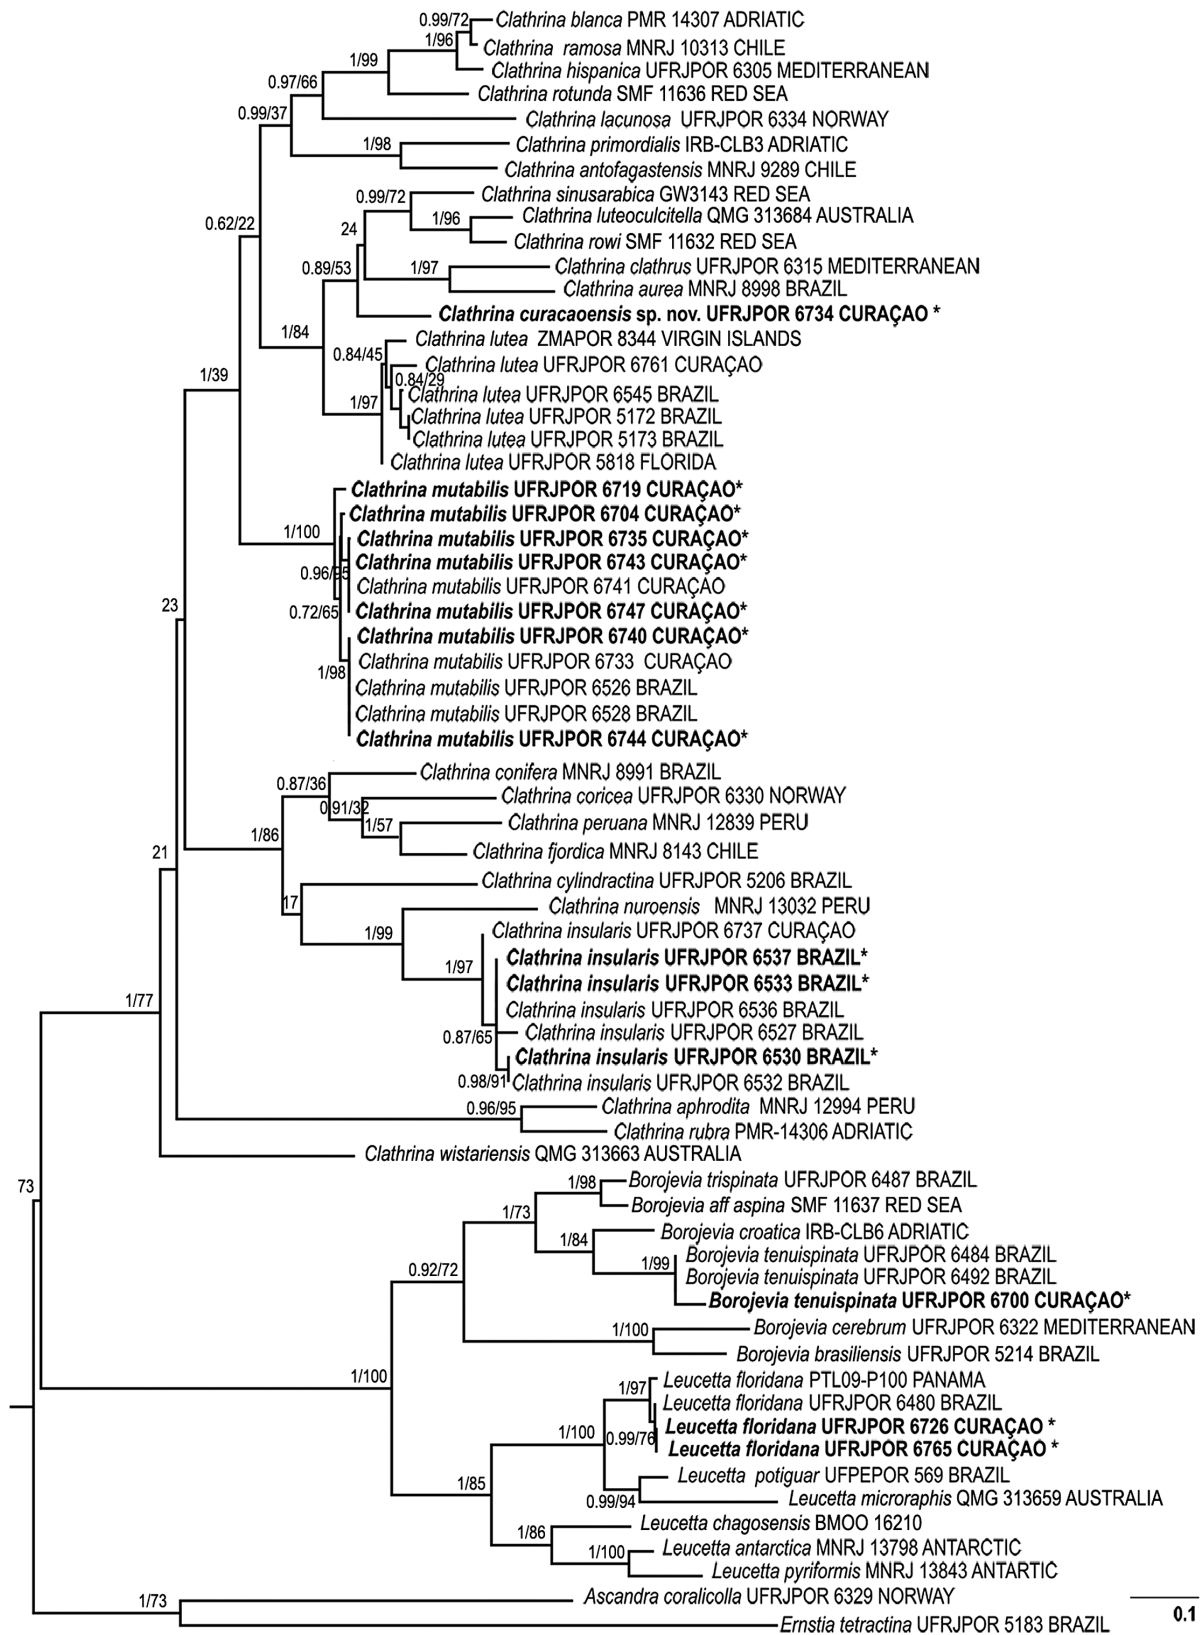 0.99/72
Clathrina blanca PMR 14307 ADRIATIC
1/96
Clathrina ramosa MNRJ 10313 CHILE
1/99
Clathrina hispanica UFRJPOR 6305 MEDITERRANEAN
0.97/66
Clathrina rotunda SMF 11636 RED SEA
0.99/37
Clathrina lacunosa UFRJPOR 6334 NORWAY
1/98
Clathrina primordialis IRB-CLB3 ADRIATIC
Clathrina antofagastensis MNRJ 9289 CHILE
0.99/72
Clathrina sinusarabica GW3143 RED SEA
0.62/22
1/96
Clathrina luteoculcitella QMG 313684 AUSTRALIA
24
Clathrina rowi SMF 11632 RED SEA
0.89/53
1/97
Clathrina clathrus UFRJPOR 6315 MEDITERRANEAN
Clathrina aurea MNRJ 8998 BRAZIL
Clathrina curacaoensis sp. nov. UFRJPOR 6734 CURAÇAO *
1/84
Clathrina lutea ZMAPOR 8344 VIRGIN ISLANDS
0.84/45
Clathrina lutea UFRJPOR 6761 CURAÇAO
1/39
0.84/29
Clathrina lutea UFRJPOR 6545 BRAZIL
1/97
Clathrina lutea UFRJPOR 5172 BRAZIL
Clathrina lutea UFRJPOR 5173 BRAZIL
Clathrina lutea UFRJPOR 5818 FLORIDA
Clathrina mutabilis UFRJPOR 6719 CURAÇAO*
Clathrina mutabilis UFRJPOR 6704 CURAÇAO*
1/100
Clathrina mutabilis UFRJPOR 6735 CURAÇAO*
Clathrina mutabilis UFRJPOR 6743 CURAÇAO*
0.96/95
Clathrina mutabilis UFRJPOR 6741 CURAÇAO
23
0.72/65
Clathrina mutabilis UFRJPOR 6747 CURAÇAO*
Clathrina mutabilis UFRJPOR 6740 CURAÇAO*
Clathrina mutabilis UFRJPOR 6733 CURAÇAO
1/98
Clathrina mutabilis UFRJPOR 6526 BRAZIL
Clathrina mutabilis UFRJPOR 6528 BRAZIL
Clathrina mutabilis UFRJPOR 6744 CURAÇAO*
Clathrina conifera MNRJ 8991 BRAZIL
0.87/36
Clathrina coricea UFRJPOR 6330 NORWAY
0.91/32
1/57
Clathrina peruana MNRJ 12839 PERU
1/86
Clathrina fjordica MNRJ 8143 CHILE
21
Clathrina cylindractina UFRJPOR 5206 BRAZIL
17
Clathrina nuroensis MNRJ 13032 PERU
1/99
Clathrina insularis UFRJPOR 6737 CURAÇAO
Clathrina insularis UFRJPOR 6537 BRAZIL*
1/97
Clathrina insularis UFRJPOR 6533 BRAZIL*
1/77
Clathrina insularis UFRJPOR 6536 BRAZIL
Clathrina insularis UFRJPOR 6527 BRAZIL
0.87/65
Clathrina insularis UFRJPOR 6530 BRAZIL*
0.98/91
Clathrina insularis UFRJPOR 6532 BRAZIL
0.96/95
Clathrina aphrodita MNRJ 12994 PERU
Clathrina rubra PMR-14306 ADRIATIC
Clathrina wistariensis QMG 313663 AUSTRALIA
73
1/98
Borojevia trispinata UFRJPOR 6487 BRAZIL
Borojevia aff aspina SMF 11637 RED SEA
1/73
Borojevia croatica IRB-CLB6 ADRIATIC
1/84
Borojevia tenuispinata UFRJPOR 6484 BRAZIL
1/99
0.92/72
Borojevia tenuispinata UFRJPOR 6492 BRAZIL
Borojevia tenuispinata UFRJPOR 6700 CURAÇAO*
1/100
Borojevia cerebrum UFRJPOR 6322 MEDITERRANEAN
Borojevia brasiliensis UFRJPOR 5214 BRAZIL
1/100
Leucetta floridana PTL09-P100 PANAMA
1/97
Leucetta floridana UFRJPOR 6480 BRAZIL
Leucetta floridana UFRJPOR 6726 CURAÇAO *
1/100
0.99/76
Leucetta floridana UFRJPOR 6765 CURAÇAO *
Leucetta potiguar UFPEPOR 569 BRAZIL
1/85
0.99/94
Leucetta microraphis QMG 313659 AUSTRALIA
Leucetta chagosensis BMOO 16210
1/86
1/100
Leucetta antarctica MNRJ 13798 ANTARCTIC
Leucetta pyriformis MNRJ 13843 ANTARTIC
1/73
Ascandra coralicolla UFRJPOR 6329 NORWAY
Ernstia tetractina UFRJPOR 5183 BRAZIL
0.1